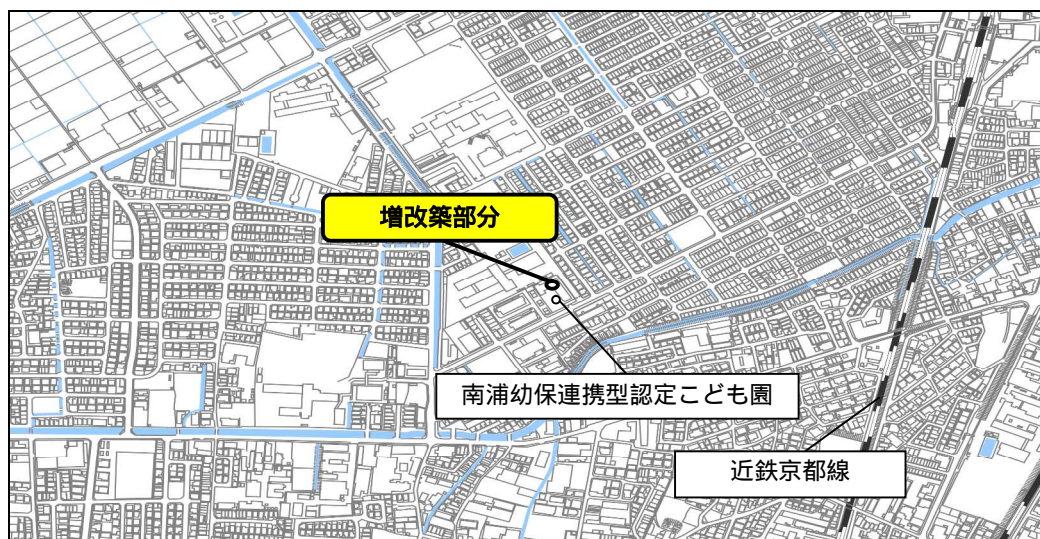 増改築部分
南浦幼保連携型認定こども園
近鉄京都線